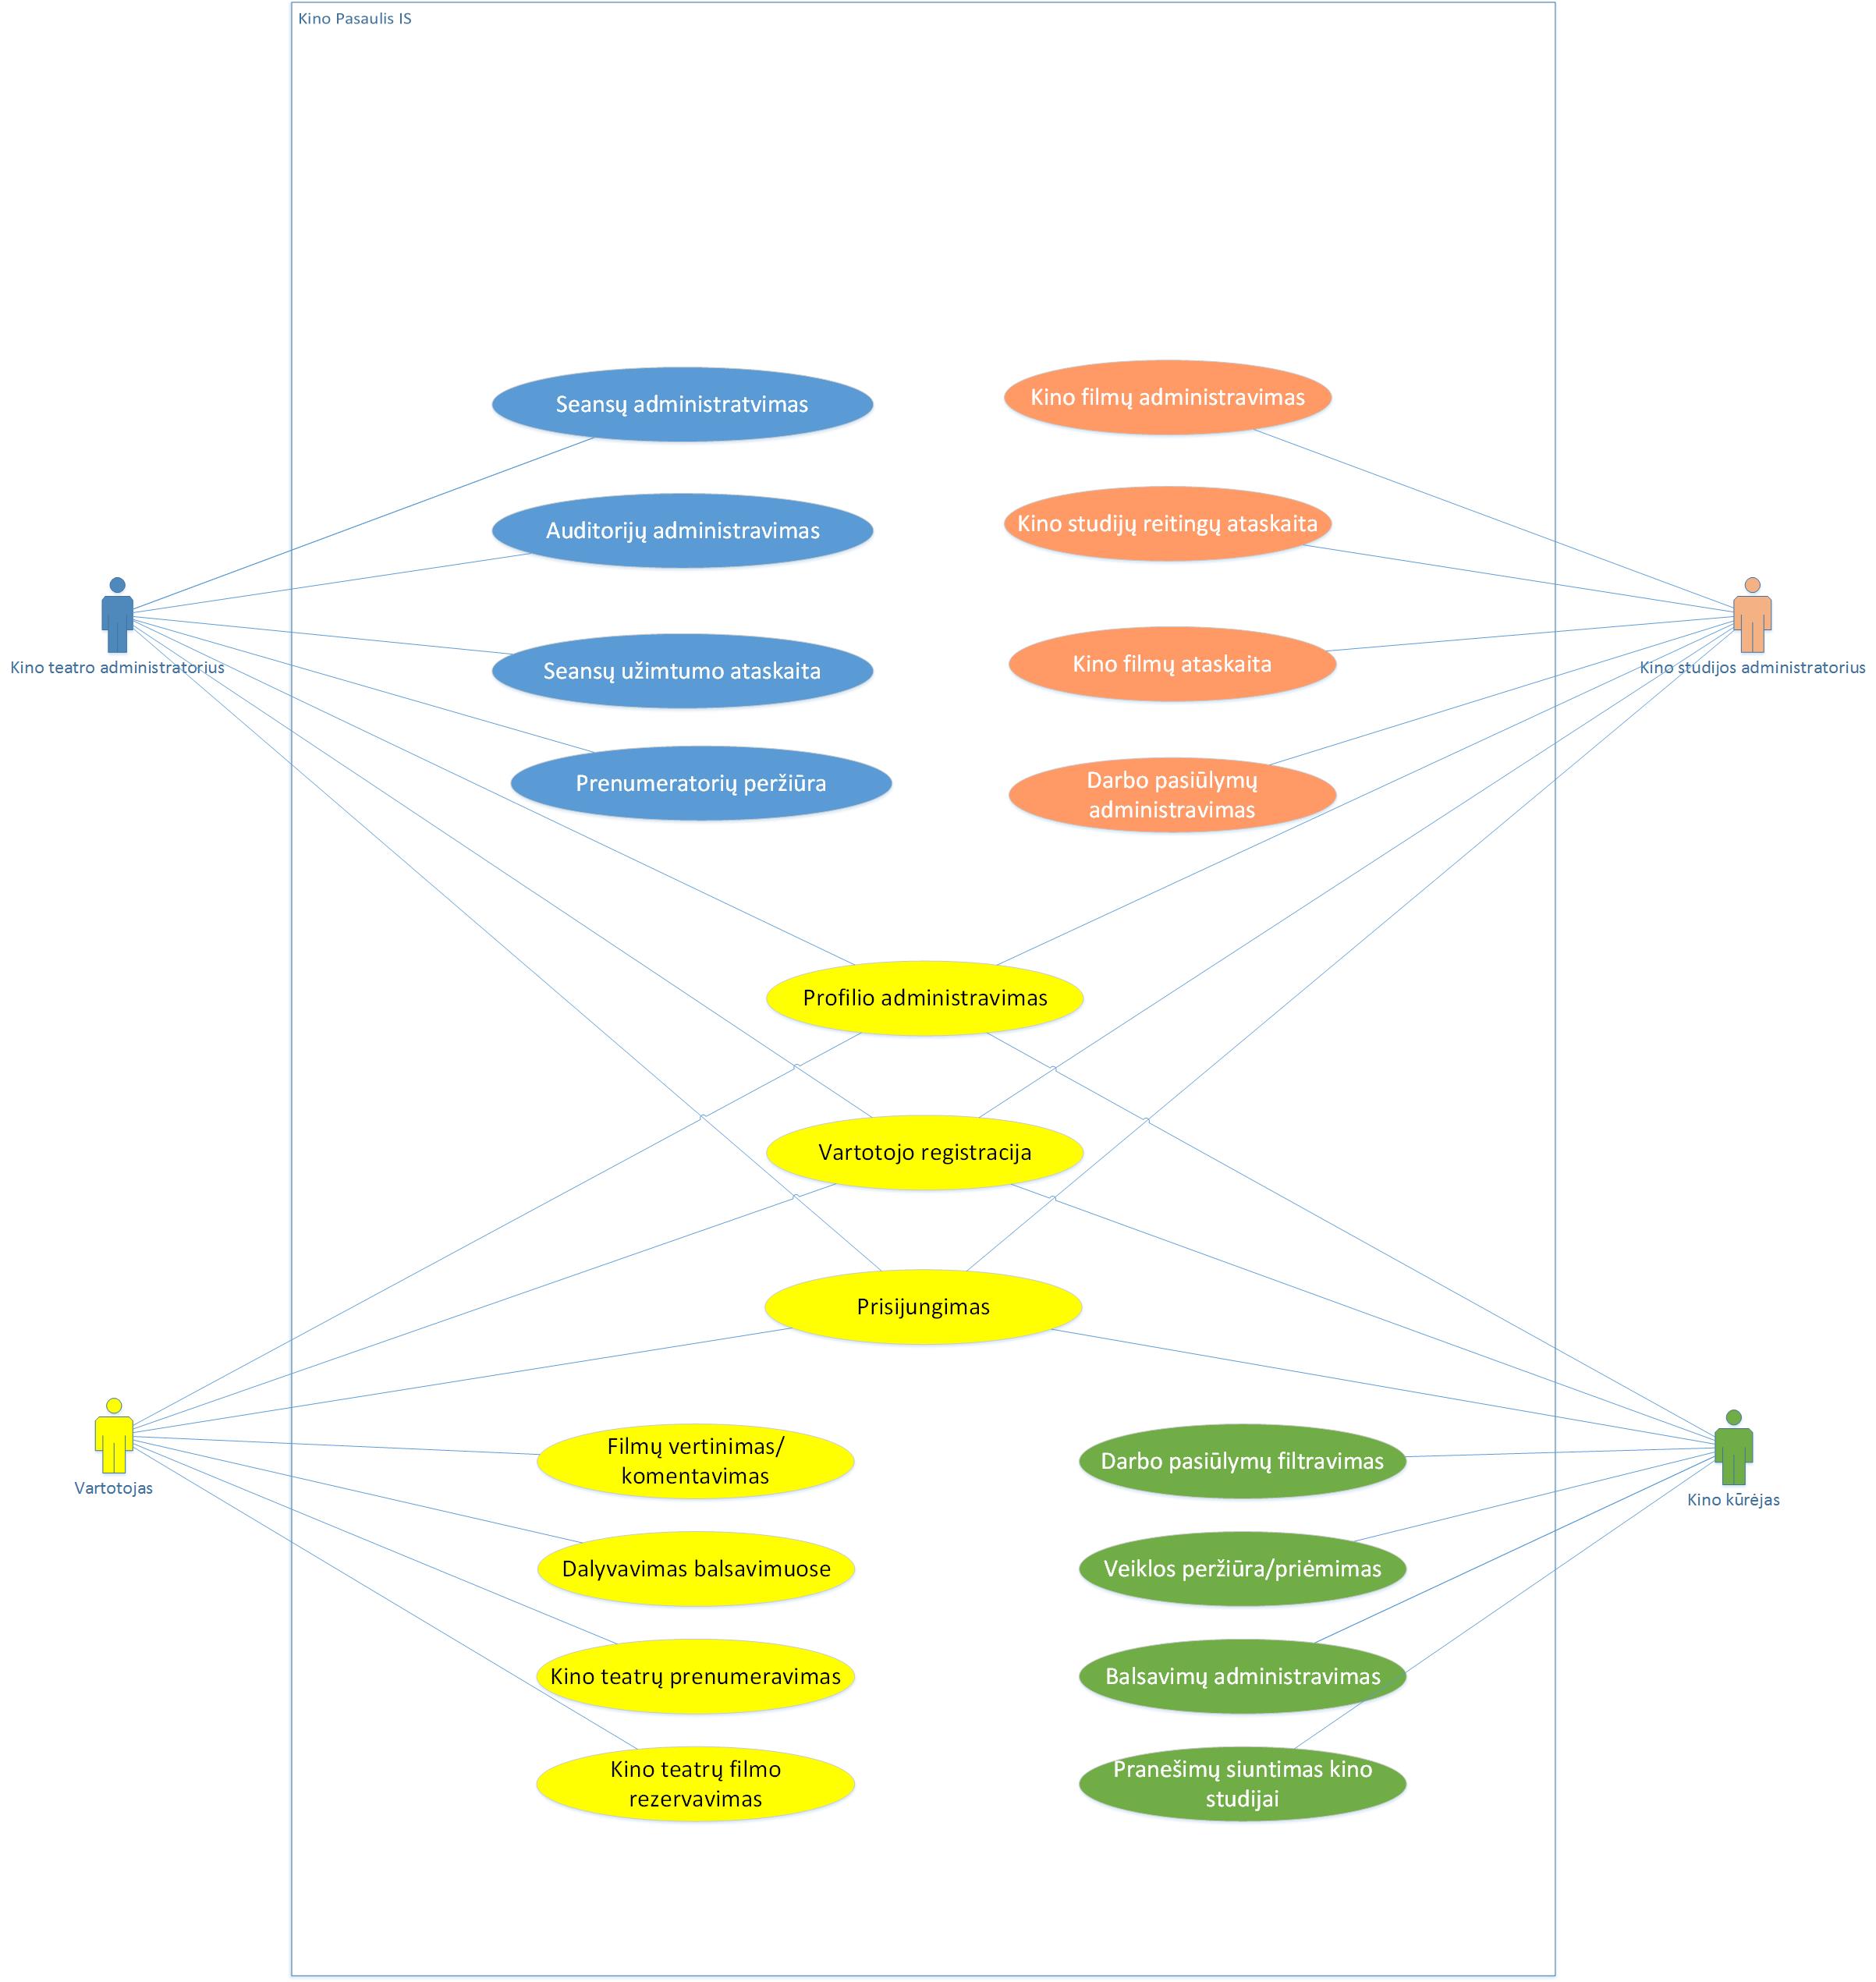 Kino Pasaulis IS
Seansų administratvimas
Kino filmų administravimas
Auditorijų administravimas
Kino studijų reitingų ataskaita
Kino teatro administratorius
Seansų užimtumo ataskaita
Kino filmų ataskaita
Kino studijos administratorius
Prenumeratorių peržiūra
Darbo pasiūlymų
administravimas
Profilio administravimas
Vartotojo registracija
Prisijungimas
Vartotojas
Filmų vertinimas/
komentavimas
Darbo pasiūlymų filtravimas
Kino kūrėjas
Dalyvavimas balsavimuose
Veiklos peržiūra/priėmimas
Kino teatrų prenumeravimas
Balsavimų administravimas
Kino teatrų filmo
rezervavimas
Pranešimų siuntimas kino
studijai